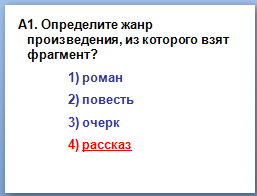 А1. Определите жанр
произведения, из которого взят
фрагмент?
1) роман
2) повесть
3) очерк
4) рассказ